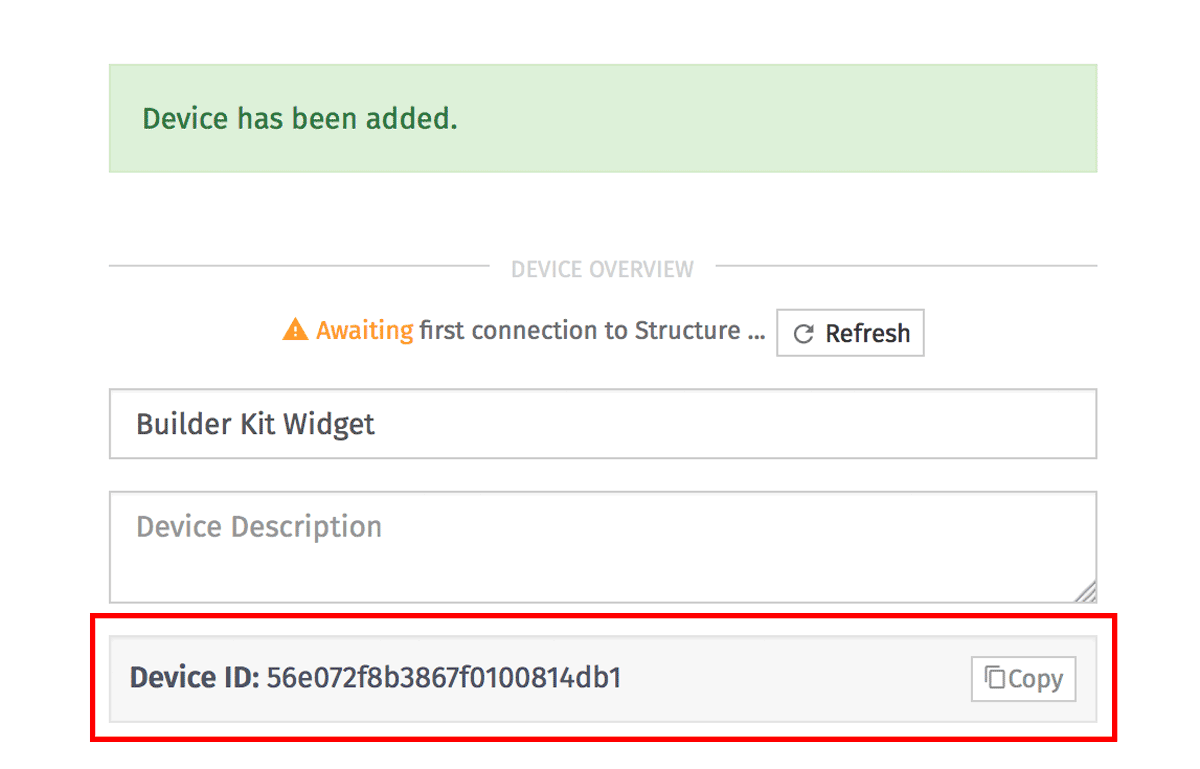 Device has been added.
DEVICE OVERVIEW
Awaiting first connection to Structure ... Refresh
Builder Kit Widget
Device Description
Device ID: 56e072f8b3867f0100814db1 Copy